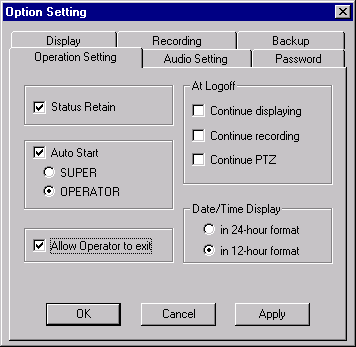 Option Setting
Display Recording Backup
Operation Setting Audio Setting Password
Status Retain
Auto Start
SUPER
OPERATOR
Allow Operator to exit
At Logoff
Continue displaying
Continue recording
Continue PTZ
Date/Time Display
in 24-hour format
in 12-hour format
OK Cancel Apply